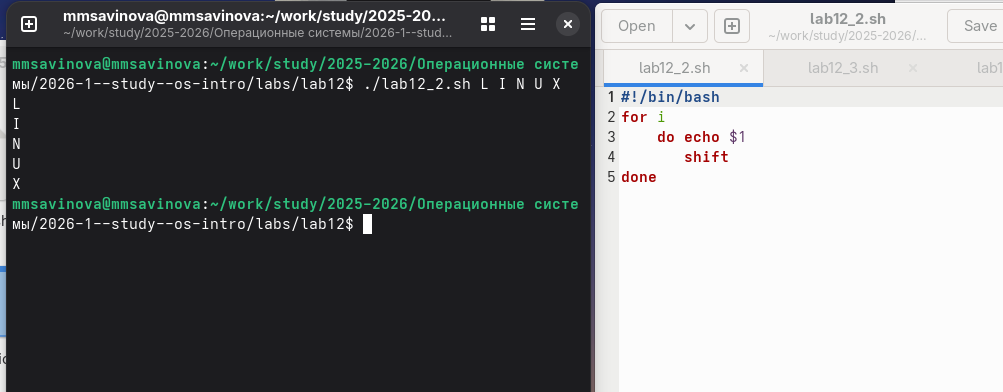 mmsavinova@mmsavinova:~/work/study/2025-20...
~/work/study/2025-2026/Операционные системы/2026-1--stud...
mmsavinova@mmsavinova:~/work/study/2025-2026/Операционные систе
мы/2026-1--study--os-intro/labs/lab12$ ./lab12_2.sh L I N U X
L
I
N
U
X
mmsavinova@mmsavinova:~/work/study/2025-2026/Операционные систе
мы/2026-1--study--os-intro/labs/lab12$
Open
lab12_2.sh
~/work/study/2025-2026/...
Save
lab12_2.sh
lab12_3.sh
lab1
1 #!/bin/bash
2 for i
3 do echo $1
4 shift
5 done